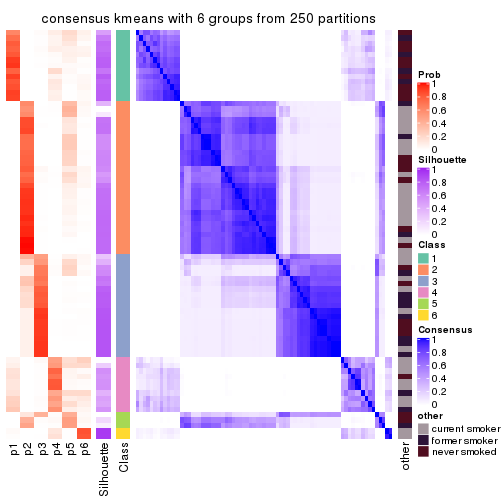 consensus kmeans with 6 groups from 250 partitions
Prob
1
0.8
0.6
0.4
0.2
0
Silhouette
1
0.8
0.6
0.4
0.2
0
Class
1
2
3
4
5
6
Consensus
1
0.8
0.6
0.4
0.2
0
other
current smoker
former smoker
never smoked
p1
p2
p3
p4
p5
p6
Silhouette
Class
other